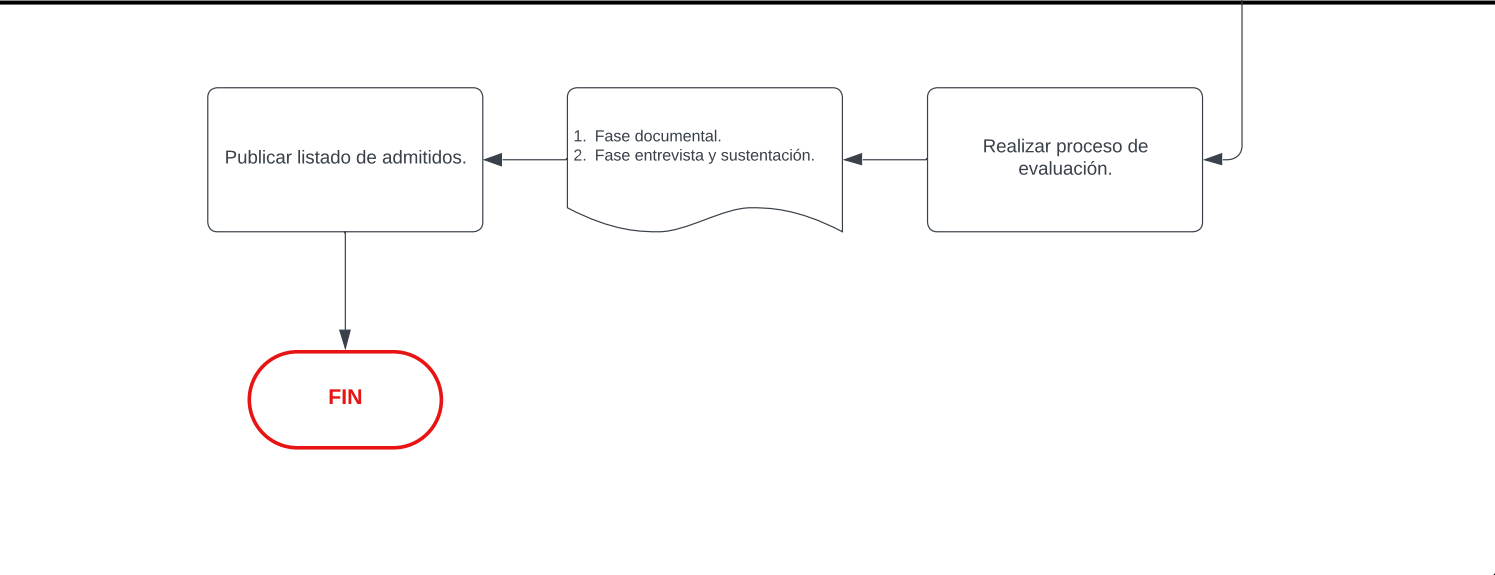 Publicar listado de admitidos.
1. Fase documental.
2. Fase entrevista y sustentación.
Realizar proceso de
evaluación.
FIN